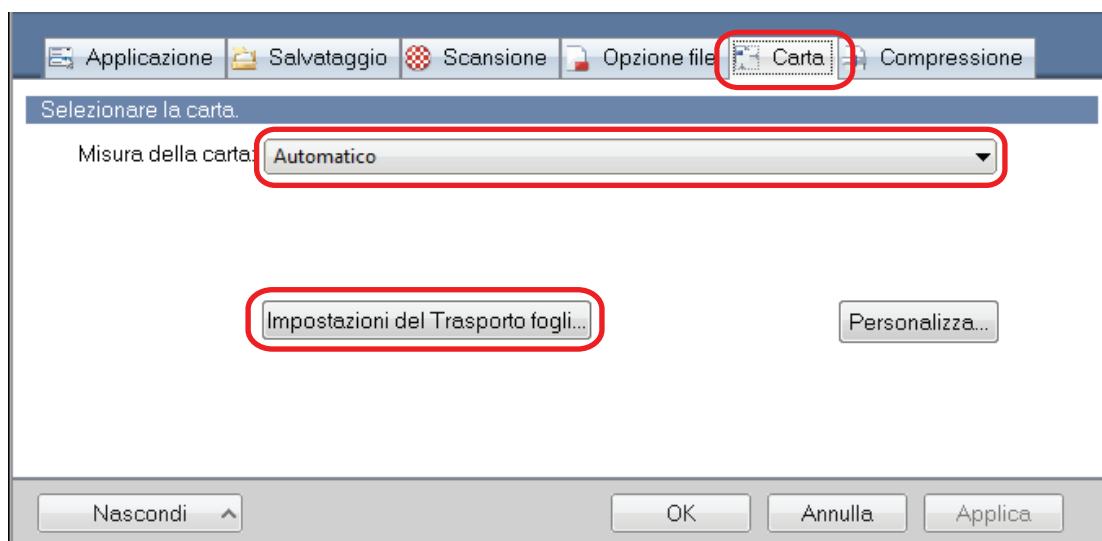 Applicazione Salvataggio Scansione Opzione file Carta Compressione
Selezionare la carta.
Misura della carta: Automatico
Impostazioni del Trasporto fogli... Personalizza...
Nascondi OK Annulla Applica